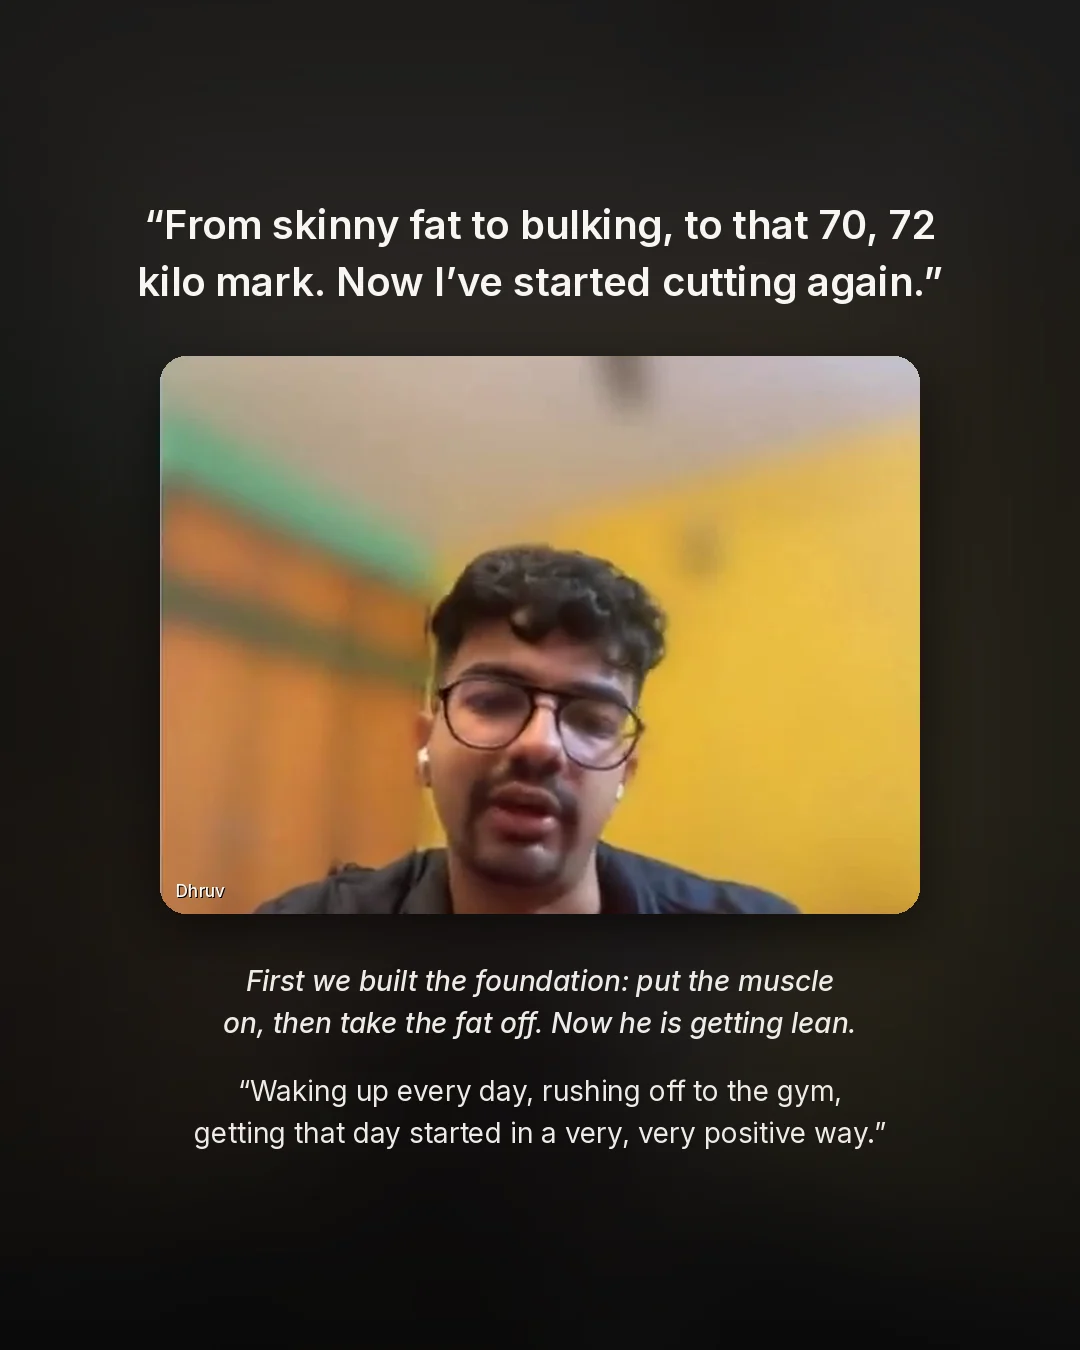 “From skinny fat to bulking, to that 70, 72
kilo mark. Now I’ve started cutting again.”
Dhruv
First we built the foundation: put the muscle
on, then take the fat off. Now he is getting lean.
“Waking up every day, rushing off to the gym,
getting that day started in a very, very positive way.”